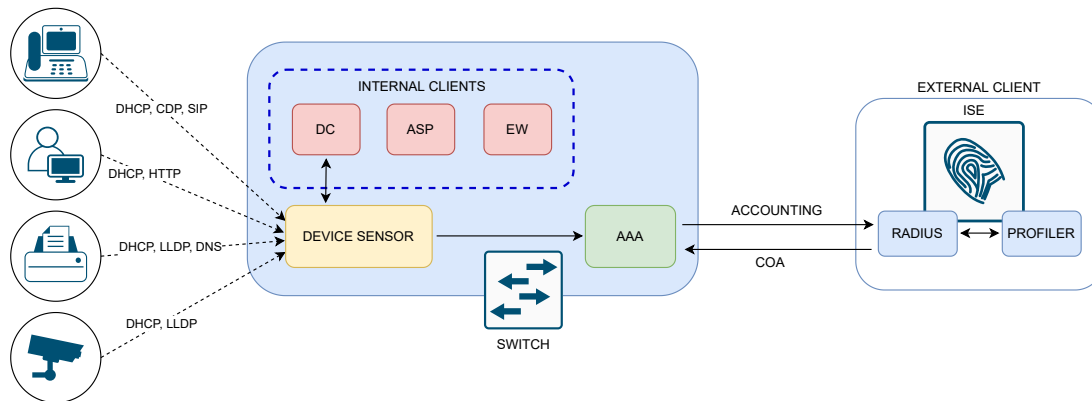 DHCP, CDP, SIP
DHCP, HTTP
DHCP, LLDP, DNS
DHCP, LLDP
INTERNAL CLIENTS
DC
ASP
EW
DEVICE SENSOR
AAA
SWITCH
ACCOUNTING
COA
EXTERNAL CLIENT
ISE
RADIUS
PROFILER